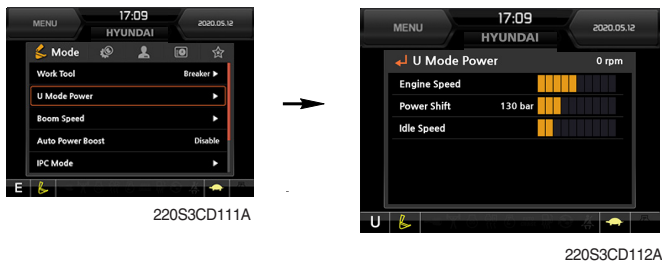 MENU
17:09
HYUNDAI
2020.05.12
Mode
Work Tool
Breaker ▶
U Mode Power
▶
Boom Speed
▶
Auto Power Boost
Disable
IPC Mode
▶
E
220S3CD111A
MENU
17:09
HYUNDAI
2020.05.12
U Mode Power
0 rpm
Engine Speed
Power Shift
130 bar
Idle Speed
U
220S3CD112A